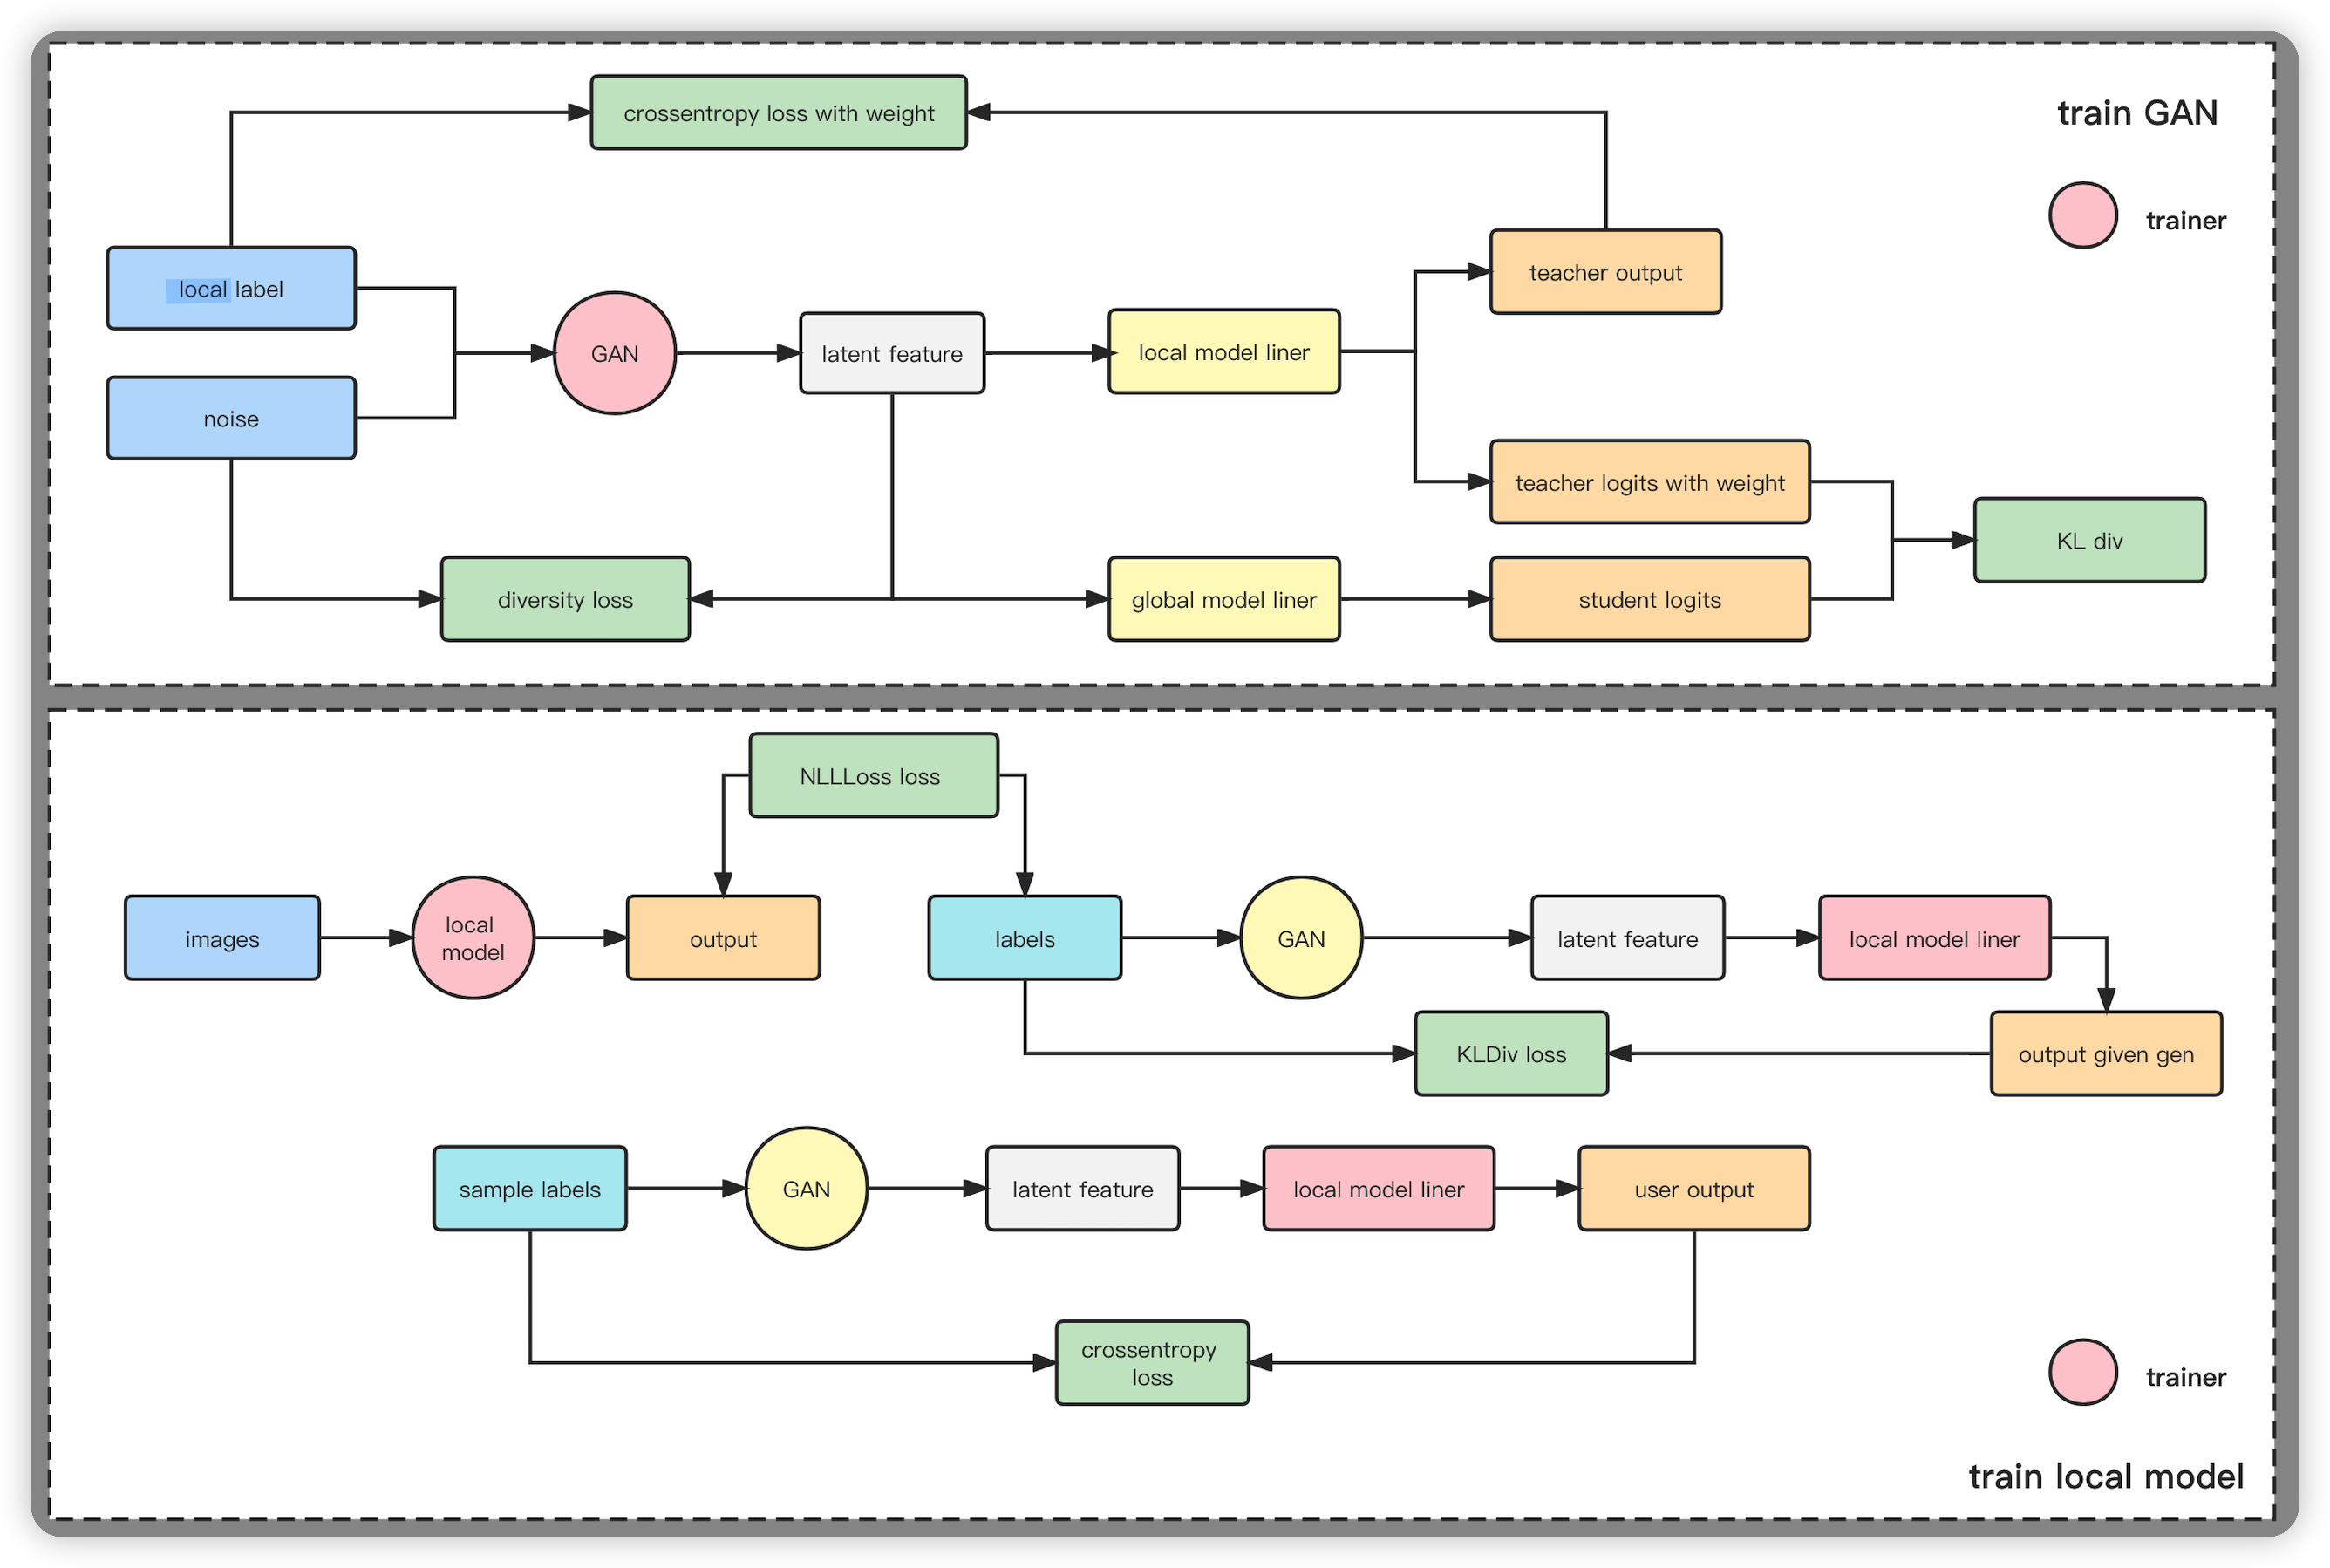 crossentropy loss with weight
train GAN
trainer
local label
teacher output
GAN
latent feature
local model liner
noise
teacher logits with weight
KL div
diversity loss
global model liner
student logits
NLLLoss loss
images
local
model
output
labels
GAN
latent feature
local model liner
KLDiv loss
output given gen
sample labels
GAN
latent feature
local model liner
user output
crossentropy
loss
trainer
train local model